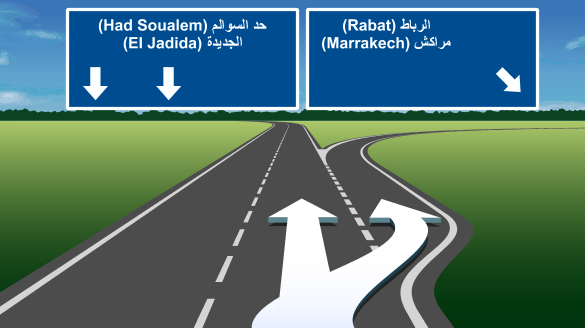 حد السوالم (Had Soualem)
الجديدة (El Jadida)
الرباط (Rabat)
مراكش (Marrakech)